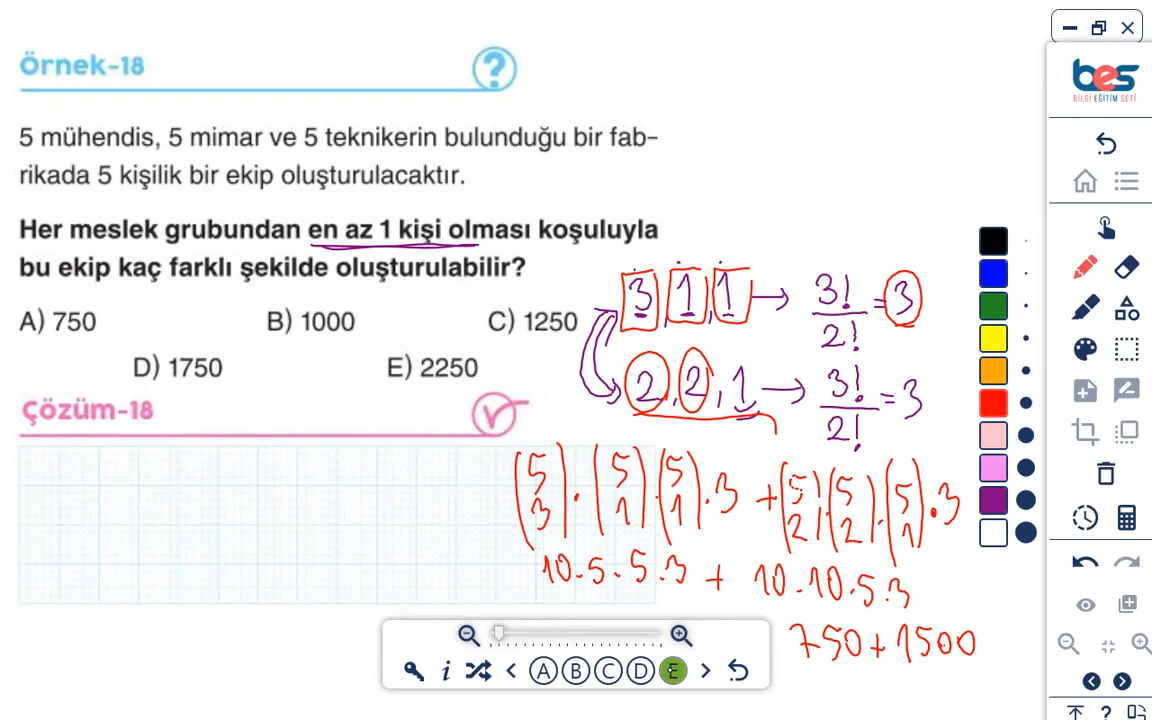 Örnek-18
?
5 mühendis, 5 mimar ve 5 teknikerin bulunduğu bir fab-
rikada 5 kişilik bir ekip oluşturulacaktır.
Her meslek grubundan en az 1 kişi olması koşuluyla
bu ekip kaç farklı şekilde oluşturulabilir?
A) 750 B) 1000 C) 1250
D) 1750 E) 2250
Çözüm-18
3, 1, 1 → 3!/2! = 3
2, 2, 1 → 3!/2! = 3
(5 3) . (5 1) . (5 1) . 3 + (5 2) . (5 2) . (5 1) . 3
10 . 5 . 5 . 3 + 10 . 10 . 5 . 3
750 + 1500
i < A B C D E >
bes
BİLGİ EĞİTİM SETİ
?